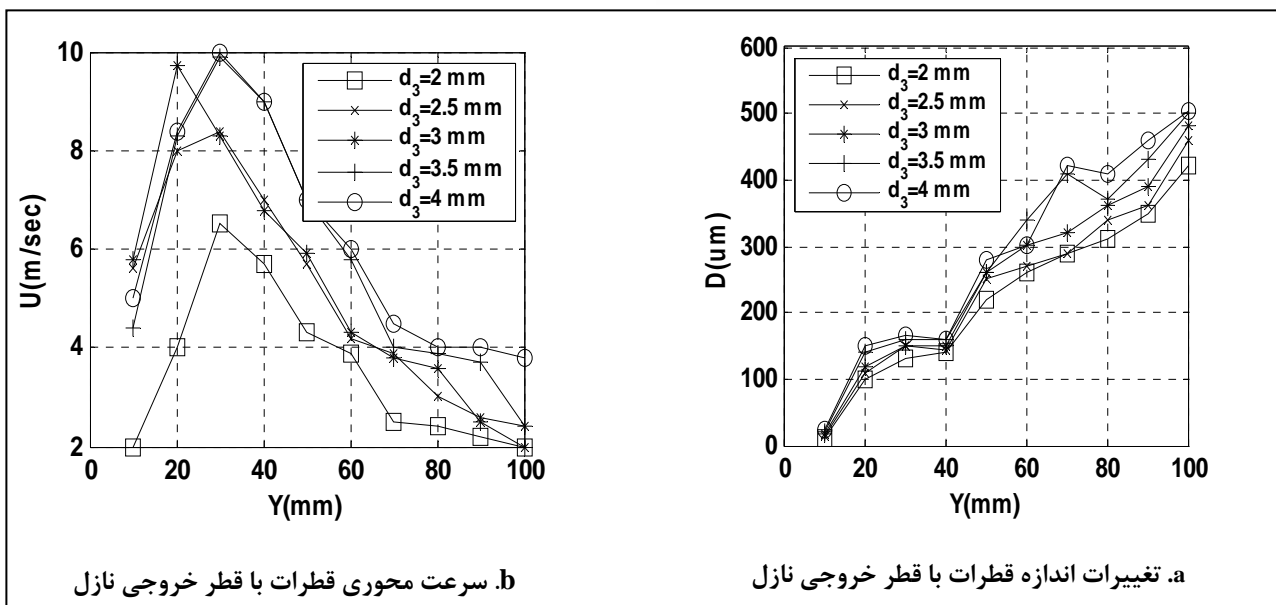 10
8
6
4
2
0
20
40
60
80
100
U(m/sec)
Y(mm)
d3=2 mm
d3=2.5 mm
d3=3 mm
d3=3.5 mm
d3=4 mm
b. سرعت محوری قطرات با قطر خروجی نازل
600
500
400
300
200
100
0
0
20
40
60
80
100
D(um)
Y(mm)
d3=2 mm
d3=2.5 mm
d3=3 mm
d3=3.5 mm
d3=4 mm
a. تغییرات اندازه قطرات با قطر خروجی نازل